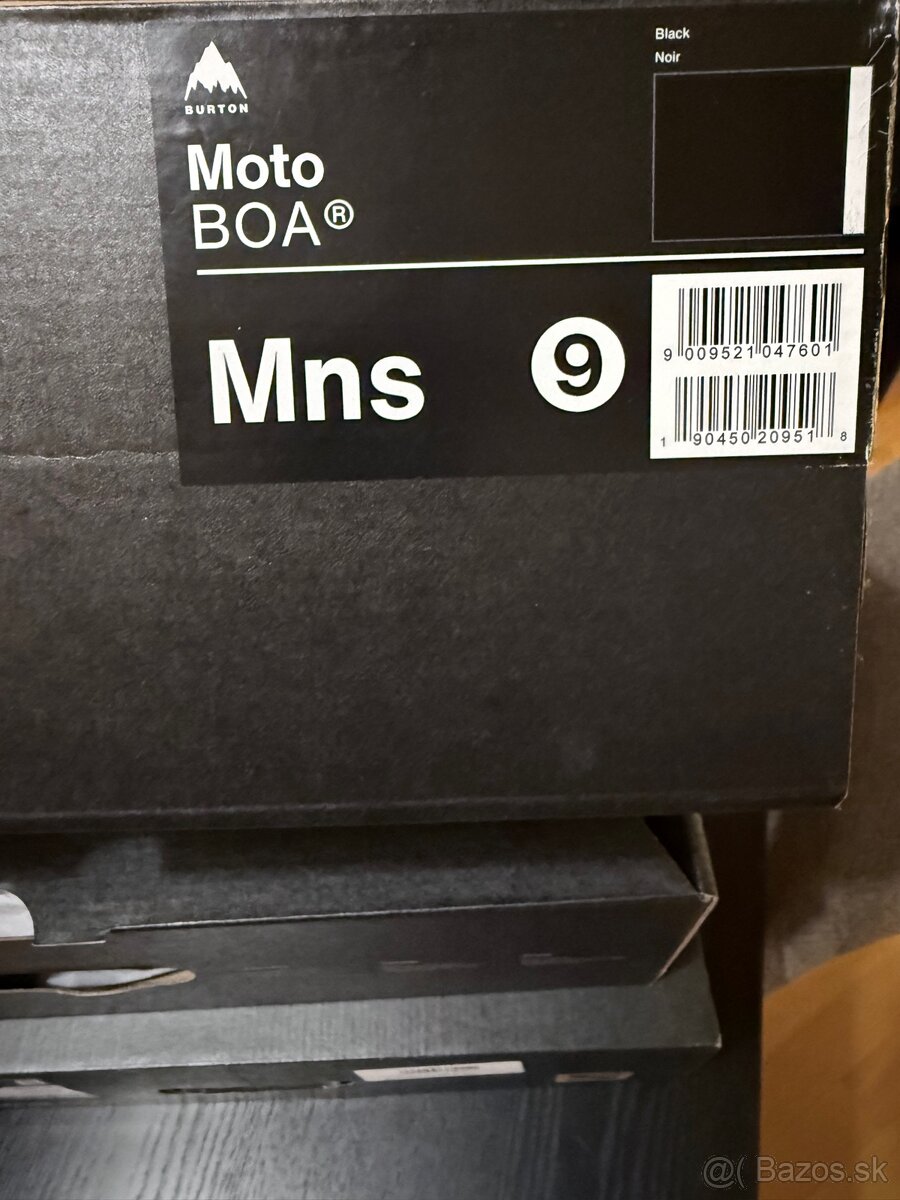 BURTON
Moto
BOA®
Black
Noir
Mns
9
9 009521 047601
1 90450 20951 8
@( Bazos.sk